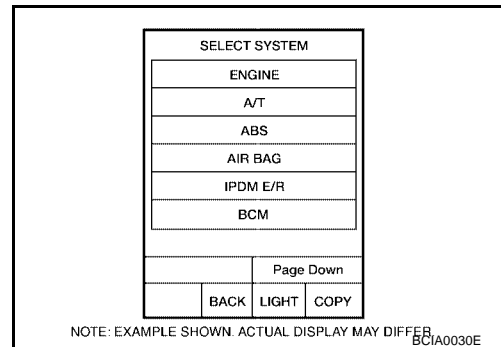 SELECT SYSTEM
ENGINE
A/T
ABS
AIR BAG
IPDM E/R
BCM
Page Down
BACK LIGHT COPY
NOTE: EXAMPLE SHOWN. ACTUAL DISPLAY MAY DIFFER.
BCIA0030E